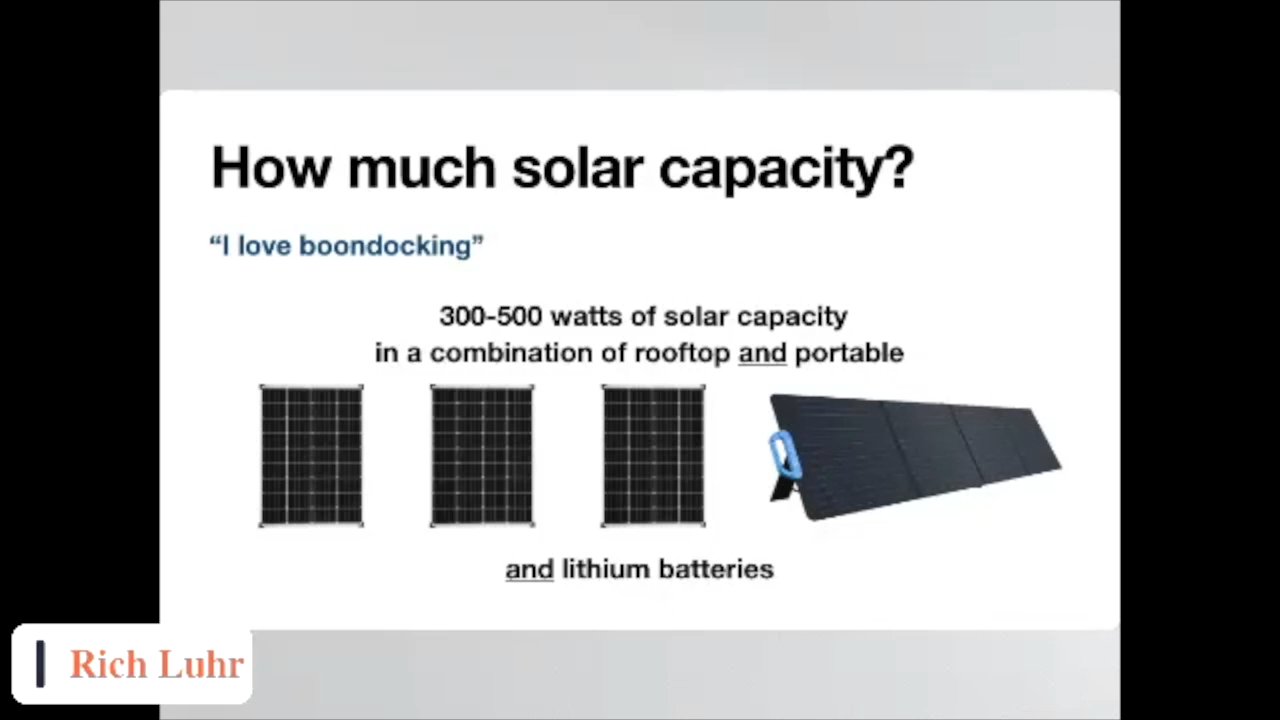 How much solar capacity?
“I love boondocking”
300-500 watts of solar capacity
in a combination of rooftop and portable
and lithium batteries
Rich Luhr